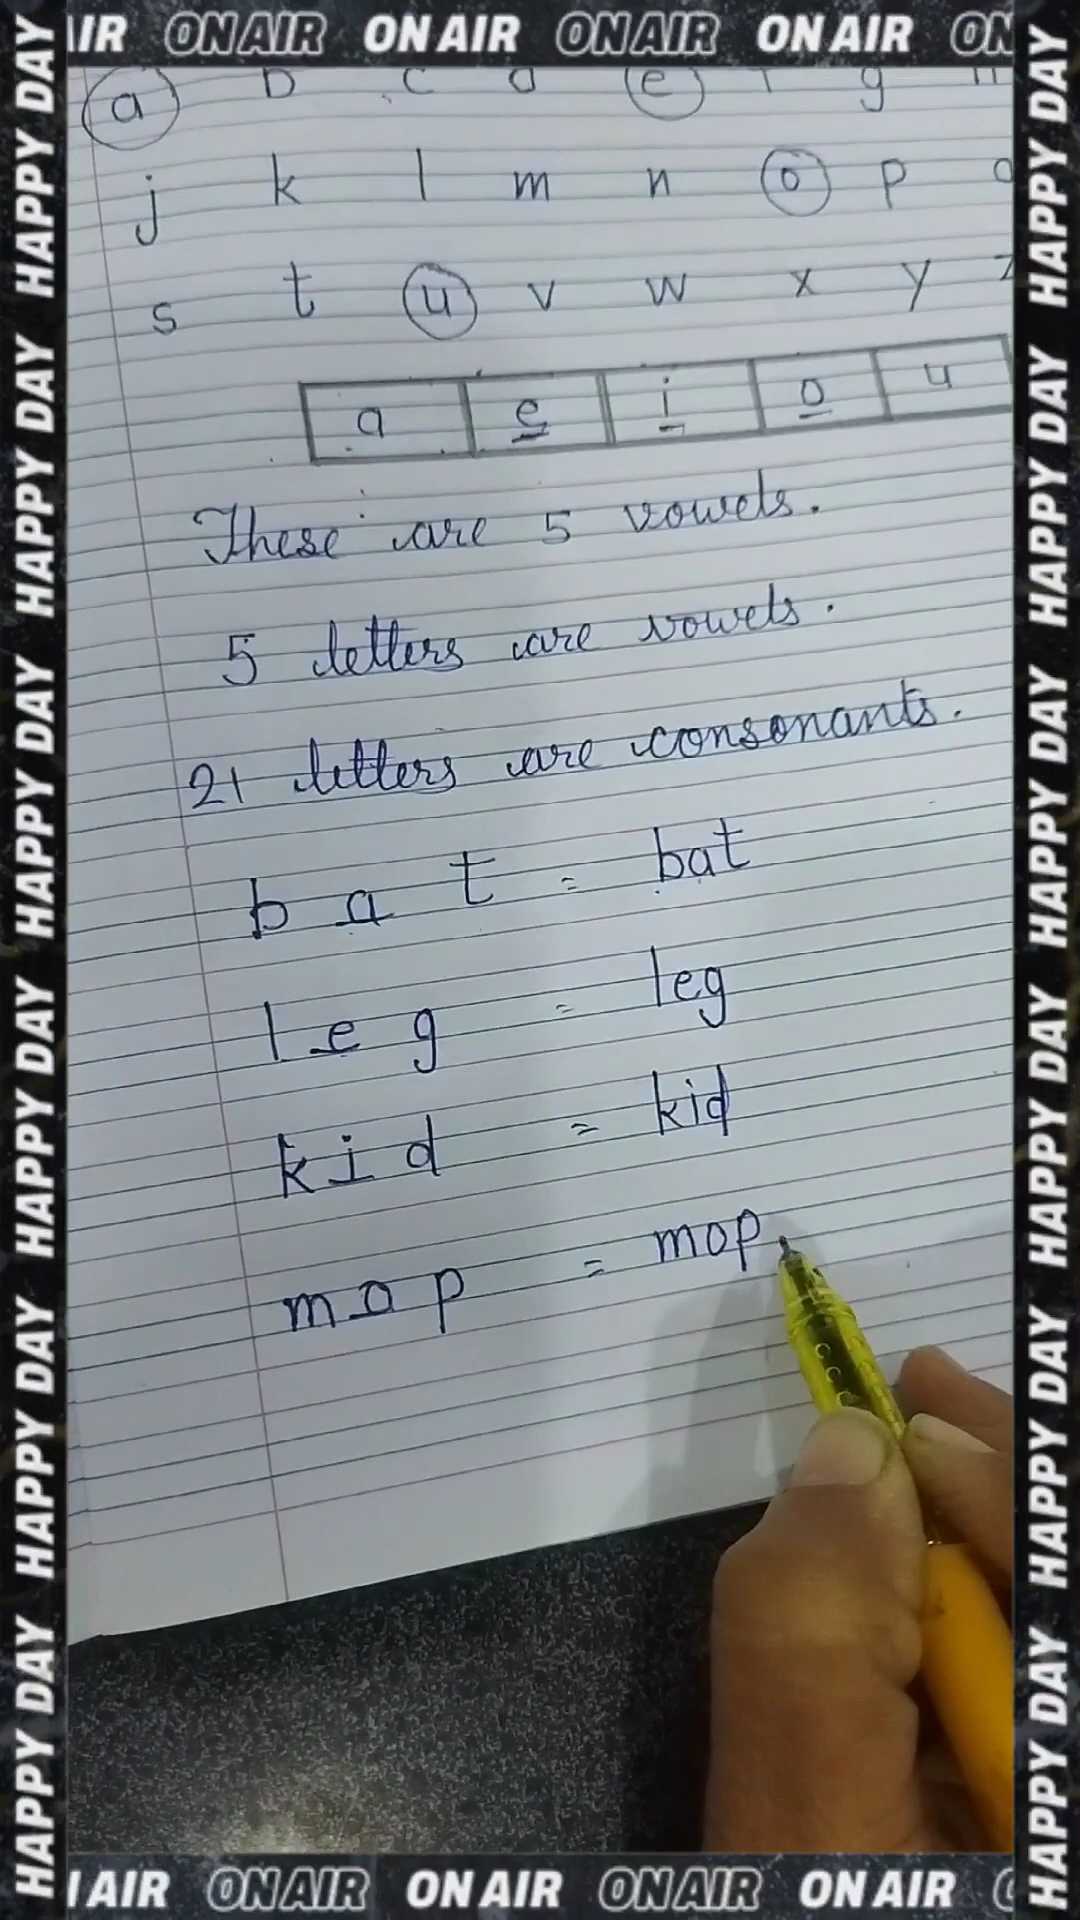 IR ON AIR ON AIR ON AIR ON AIR ON
a b c d e f g
j k l m n o p
s t u v w x y
a e i o u
These are 5 vowels.
5 letters are vowels.
21 letters are consonants.
b a t = bat
l e g = leg
k i d = kid
m o p = mop
AIR ON AIR ON AIR ON AIR ON AIR
HAPPY DAY HAPPY DAY HAPPY DAY HAPPY DAY HAPPY DAY HAPPY DAY
HAPPY DAY HAPPY DAY HAPPY DAY HAPPY DAY HAPPY DAY HAPPY DAY